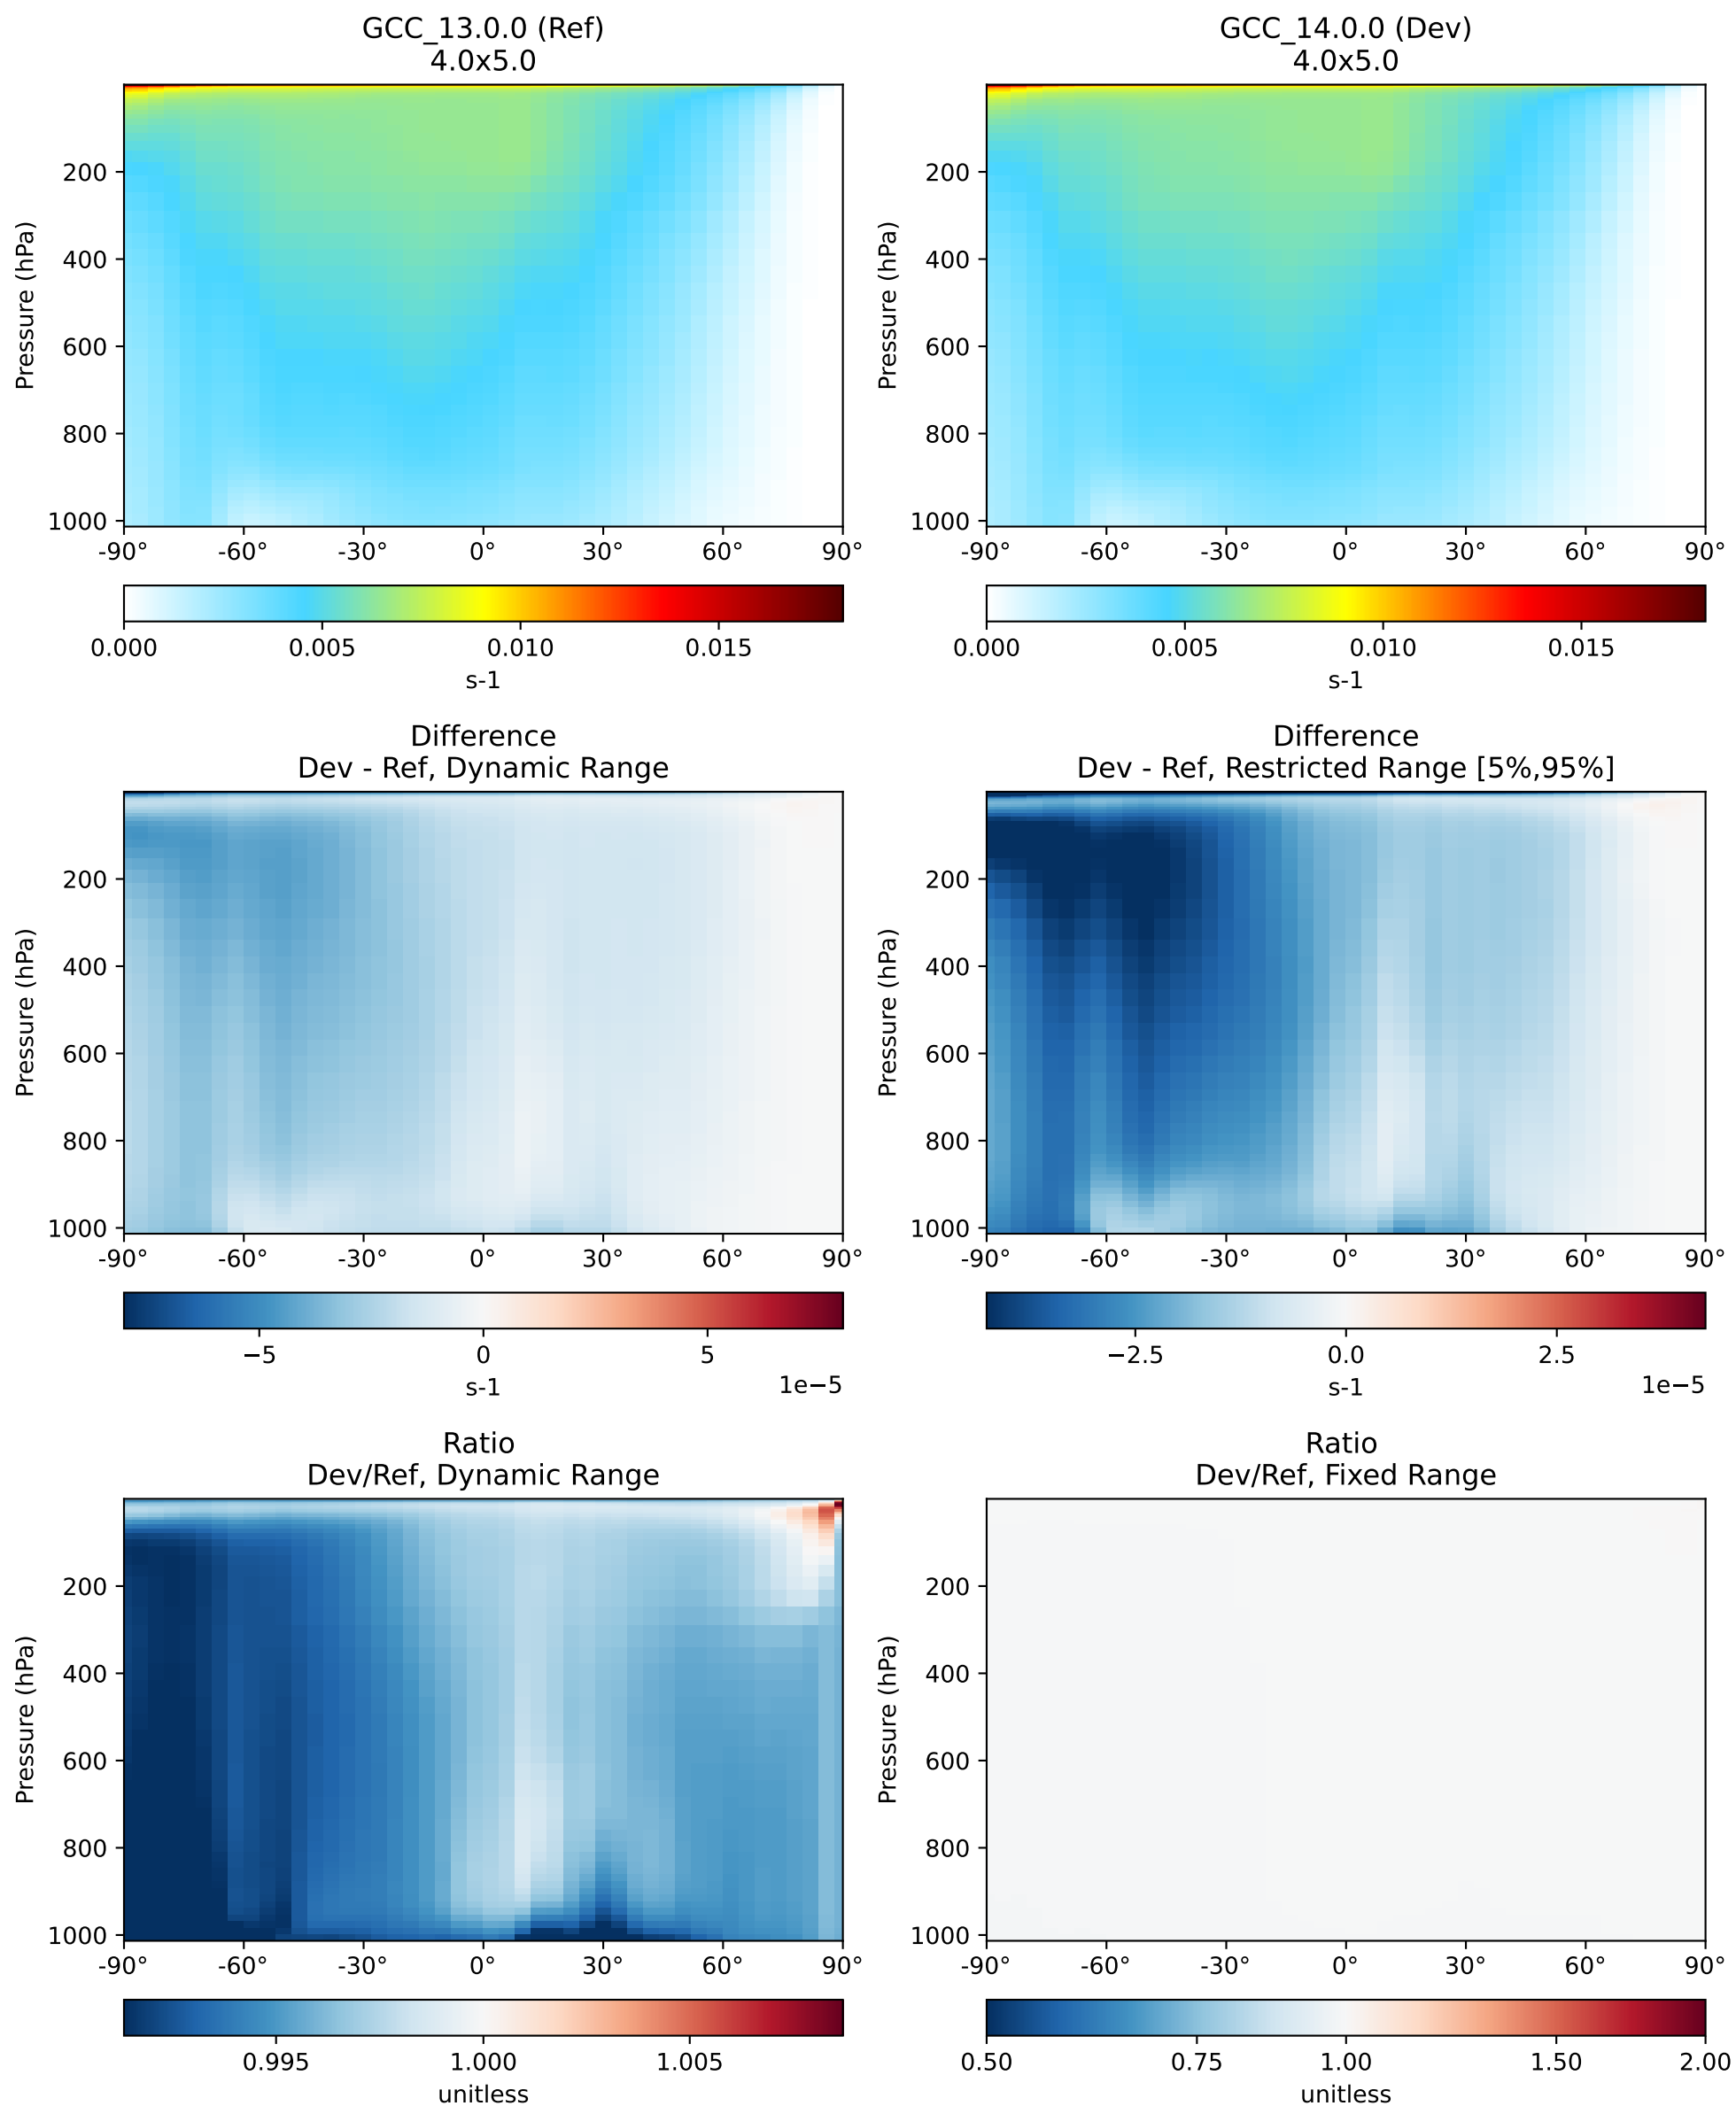 GCC_13.0.0 (Ref)
4.0x5.0
Pressure (hPa)
200
400
600
800
1000
-90° -60° -30° 0° 30° 60° 90°
0.000 0.005 0.010 0.015
s-1
GCC_14.0.0 (Dev)
4.0x5.0
Pressure (hPa)
200
400
600
800
1000
-90° -60° -30° 0° 30° 60° 90°
0.000 0.005 0.010 0.015
s-1
Difference
Dev - Ref, Dynamic Range
Pressure (hPa)
200
400
600
800
1000
-90° -60° -30° 0° 30° 60° 90°
−5 0 5
s-1 1e−5
Difference
Dev - Ref, Restricted Range [5%,95%]
Pressure (hPa)
200
400
600
800
1000
-90° -60° -30° 0° 30° 60° 90°
−2.5 0.0 2.5
s-1 1e−5
Ratio
Dev/Ref, Dynamic Range
Pressure (hPa)
200
400
600
800
1000
-90° -60° -30° 0° 30° 60° 90°
0.995 1.000 1.005
unitless
Ratio
Dev/Ref, Fixed Range
Pressure (hPa)
200
400
600
800
1000
-90° -60° -30° 0° 30° 60° 90°
0.50 0.75 1.00 1.50 2.00
unitless